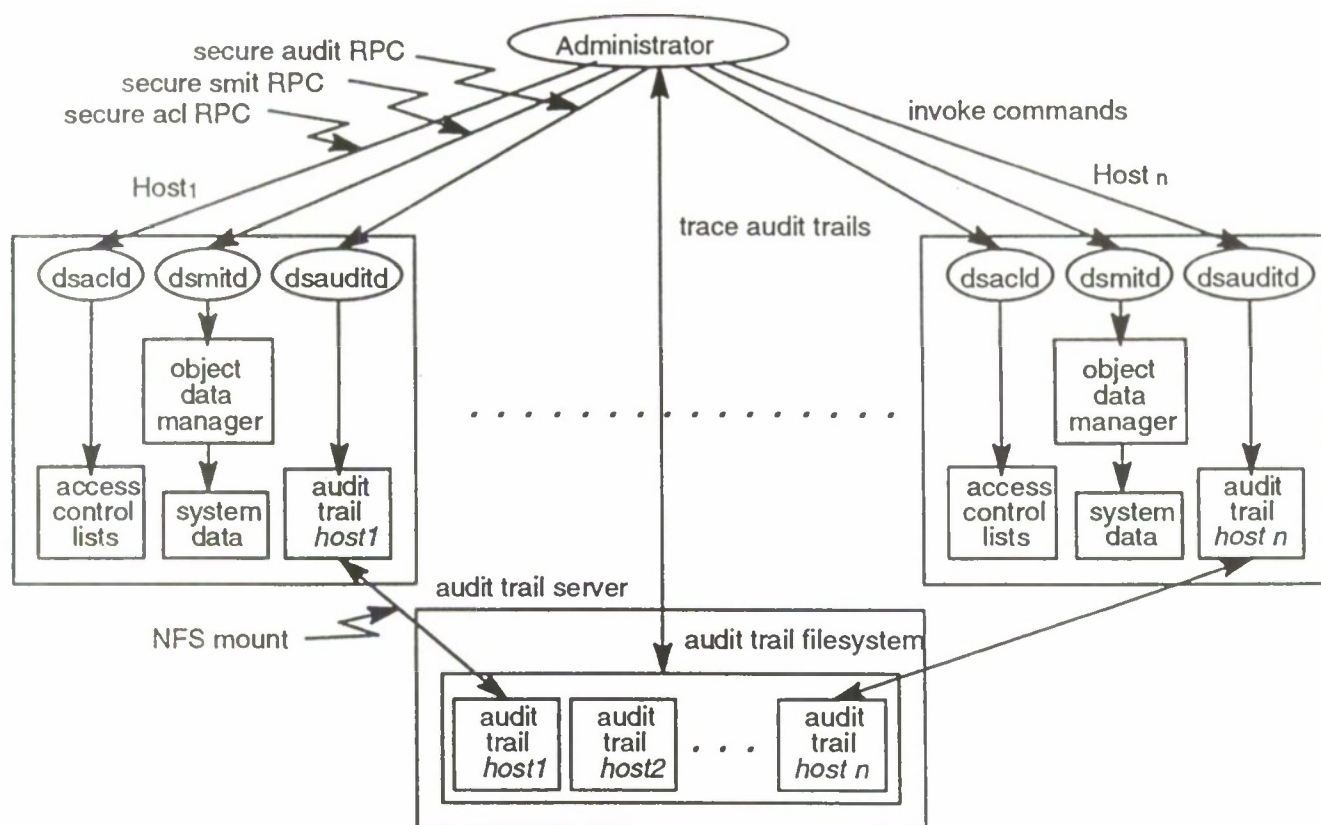 Administrator
secure audit RPC
secure smit RPC
secure acl RPC
invoke commands
Host1
Host n
trace audit trails
dsacld
dsmitd
dsauditd
object
data
manager
access
control
lists
system
data
audit
trail
host1
dsacld
dsmitd
dsauditd
object
data
manager
access
control
lists
system
data
audit
trail
host n
. . . . . . . . . . . . . . . . .
audit trail server
NFS mount
audit trail filesystem
audit
trail
host1
audit
trail
host2
. . .
audit
trail
host n